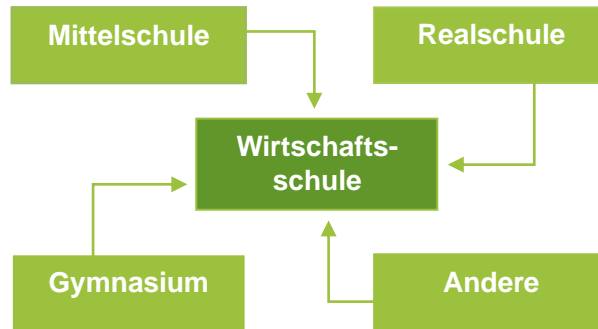 Mittelschule
Realschule
Wirtschafts-
schule
Gymnasium
Andere